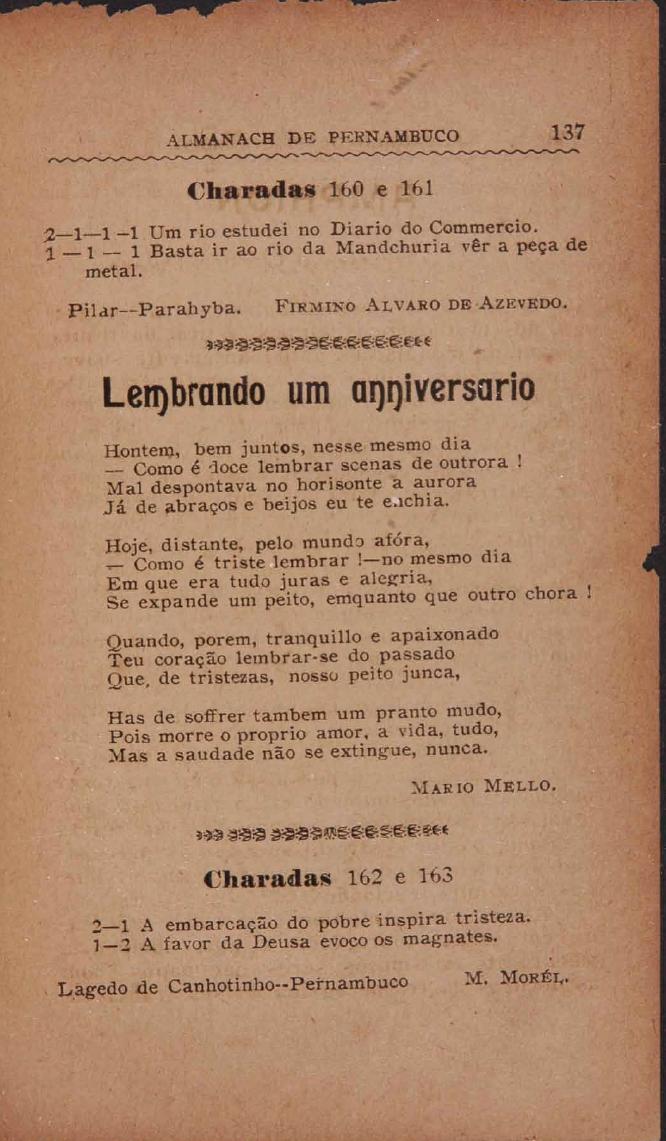 ALMANACH DE PERNAMBUCO 137
Charadas 160 e 161
2—1—1—1 Um rio estudei no Diario do Commercio.
1 — 1 — 1 Basta ir ao rio da Mandchuria vêr a peça de
metal.
Pilar--Parahyba. FIRMINO ALVARO DE AZEVEDO.
Lembrando um anniversario
Hontem, bem juntos, nesse mesmo dia
— Como é doce lembrar scenas de outrora !
Mal despontava no horisonte a aurora
Já de abraços e beijos eu te enchia.
Hoje, distante, pelo mundo afóra,
— Como é triste lembrar !—no mesmo dia
Em que era tudo juras e alegria,
Se expande um peito, emquanto que outro chora !
Quando, porem, tranquillo e apaixonado
Teu coração lembrar-se do passado
Que, de tristezas, nosso peito junca,
Has de soffrer tambem um pranto mudo,
Pois morre o proprio amor, a vida, tudo,
Mas a saudade não se extingue, nunca.
MARIO MELLO.
Charadas 162 e 163
2—1 A embarcação do pobre inspira tristeza.
1—2 A favor da Deusa evoco os magnates.
Lagedo de Canhotinho--Pernambuco M. MORÉL.